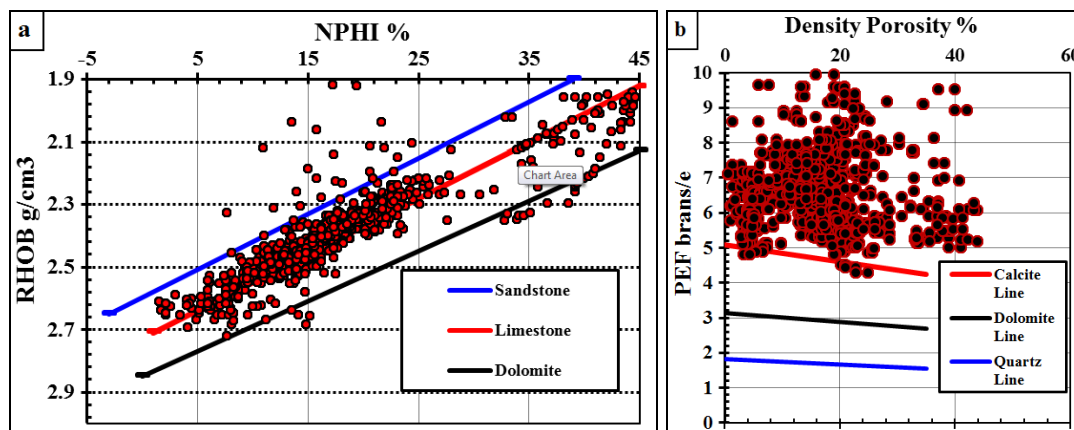 a
NPHI %
−5 5 15 25 35 45
1.9
2.1
2.3
2.5
2.7
2.9
RHOB g/cm3
Chart Area
Sandstone
Limestone
Dolomite
b
Density Porosity %
0 20 40 60
10
9
8
7
6
5
4
3
2
1
0
PEF brans/e
Calcite
Line
Dolomite
Line
Quartz
Line